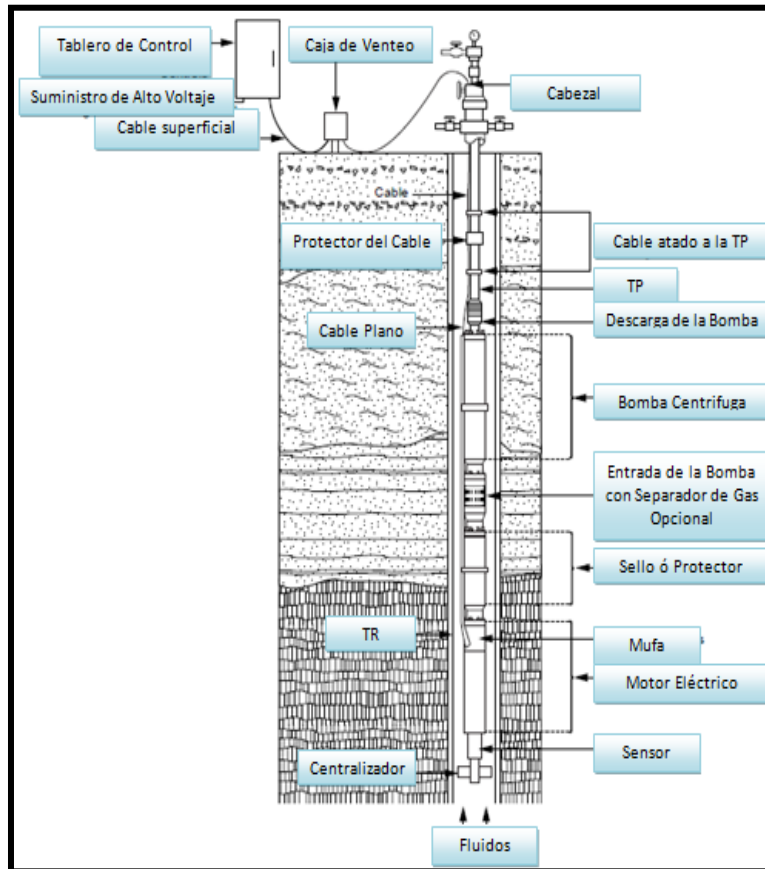 Tablero de Control
Caja de Venteo
Suministro de Alto Voltaje
Cabezal
Cable superficial
Cable
Protector del Cable
Cable atado a la TP
TP
Cable Plano
Descarga de la Bomba
Bomba Centrifuga
Entrada de la Bomba
con Separador de Gas
Opcional
Sello ó Protector
TR
Mufa
Motor Eléctrico
Sensor
Centralizador
Fluidos